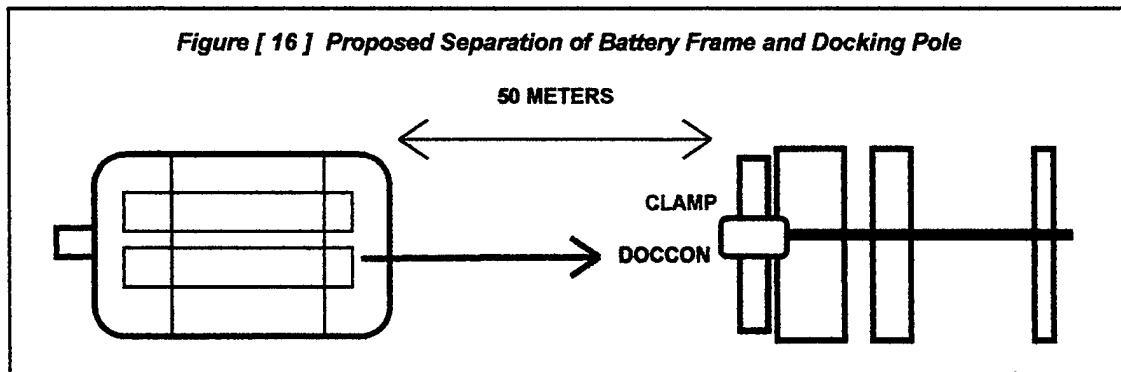 Figure [ 16 ] Proposed Separation of Battery Frame and Docking Pole
50 METERS
CLAMP
DOCCON